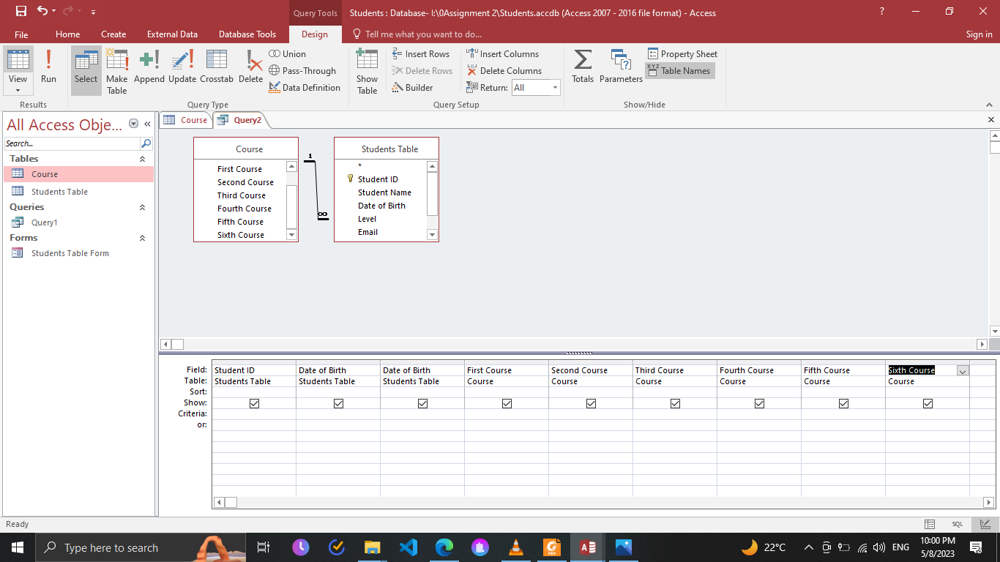 Query Tools
Students : Database- I:\0Assignment 2\Students.accdb (Access 2007 - 2016 file format) - Access
?
File Home Create External Data Database Tools Design Tell me what you want to do... Sign in
View
Run
Results
Select
Make Table
Append
Update
Crosstab
Delete
Union
Pass-Through
Data Definition
Query Type
Show Table
Insert Rows
Delete Rows
Builder
Insert Columns
Delete Columns
Return: All
Query Setup
Totals
Parameters
Property Sheet
XYZ Table Names
Show/Hide
All Access Obje...
Search...
Tables
Course
Students Table
Queries
Query1
Forms
Students Table Form
Course Query2
Course
First Course
Second Course
Third Course
Fourth Course
Fifth Course
Sixth Course
1
∞
Students Table
*
Student ID
Student Name
Date of Birth
Level
Email
Field: Student ID Date of Birth Date of Birth First Course Second Course Third Course Fourth Course Fifth Course Sixth Course
Table: Students Table Students Table Students Table Course Course Course Course Course Course
Sort:
Show:
Criteria:
or:
Ready
SQL
Type here to search
PDF
22°C
ENG
10:00 PM
5/8/2023